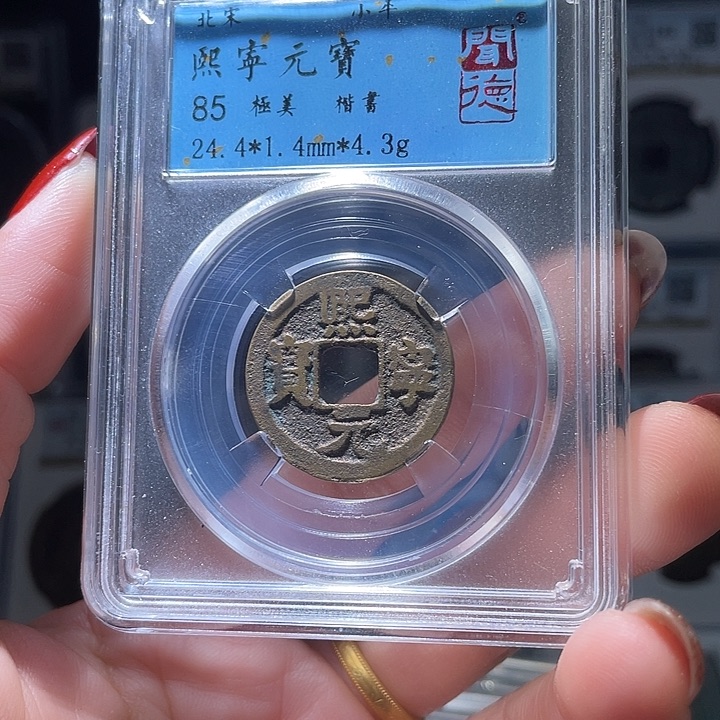 北宋 小平
熙寧元寶
85 極美 楷書
24.4*1.4mm*4.3g
聞德
熙寧元寶